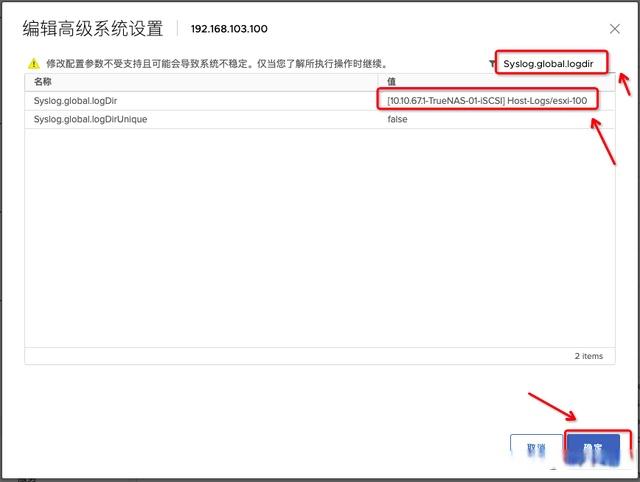 编辑高级系统设置 192.168.103.100
修改配置参数不受支持且可能会导致系统不稳定。仅当您了解所执行操作时继续。 Syslog.global.logdir
名称 值
Syslog.global.logDir [10.10.67.1-TrueNAS-01-iSCSI] Host-Logs/esxi-100
Syslog.global.logDirUnique false
2 items
取消 确定